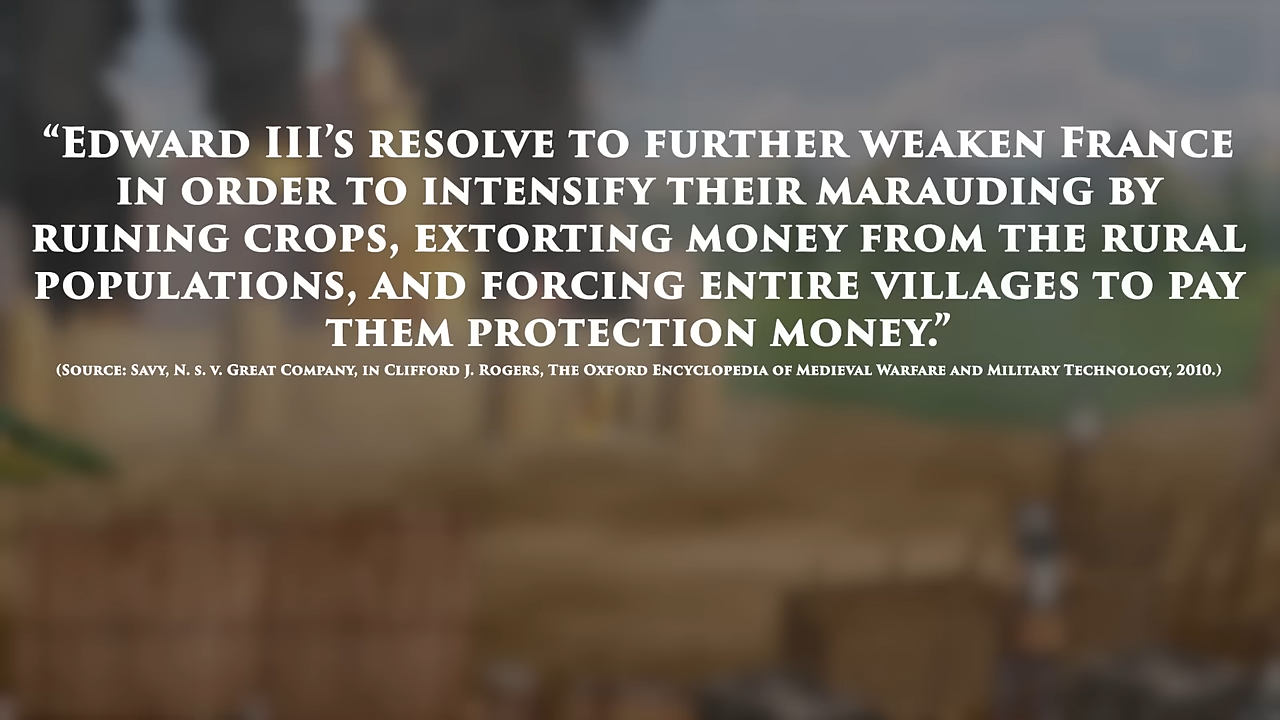 “Edward III’s resolve to further weaken France
in order to intensify their marauding by
ruining crops, extorting money from the rural
populations, and forcing entire villages to pay
them protection money.”
(Source: Savy, N. s. v. Great Company, in Clifford J. Rogers, The Oxford Encyclopedia of Medieval Warfare and Military Technology, 2010.)